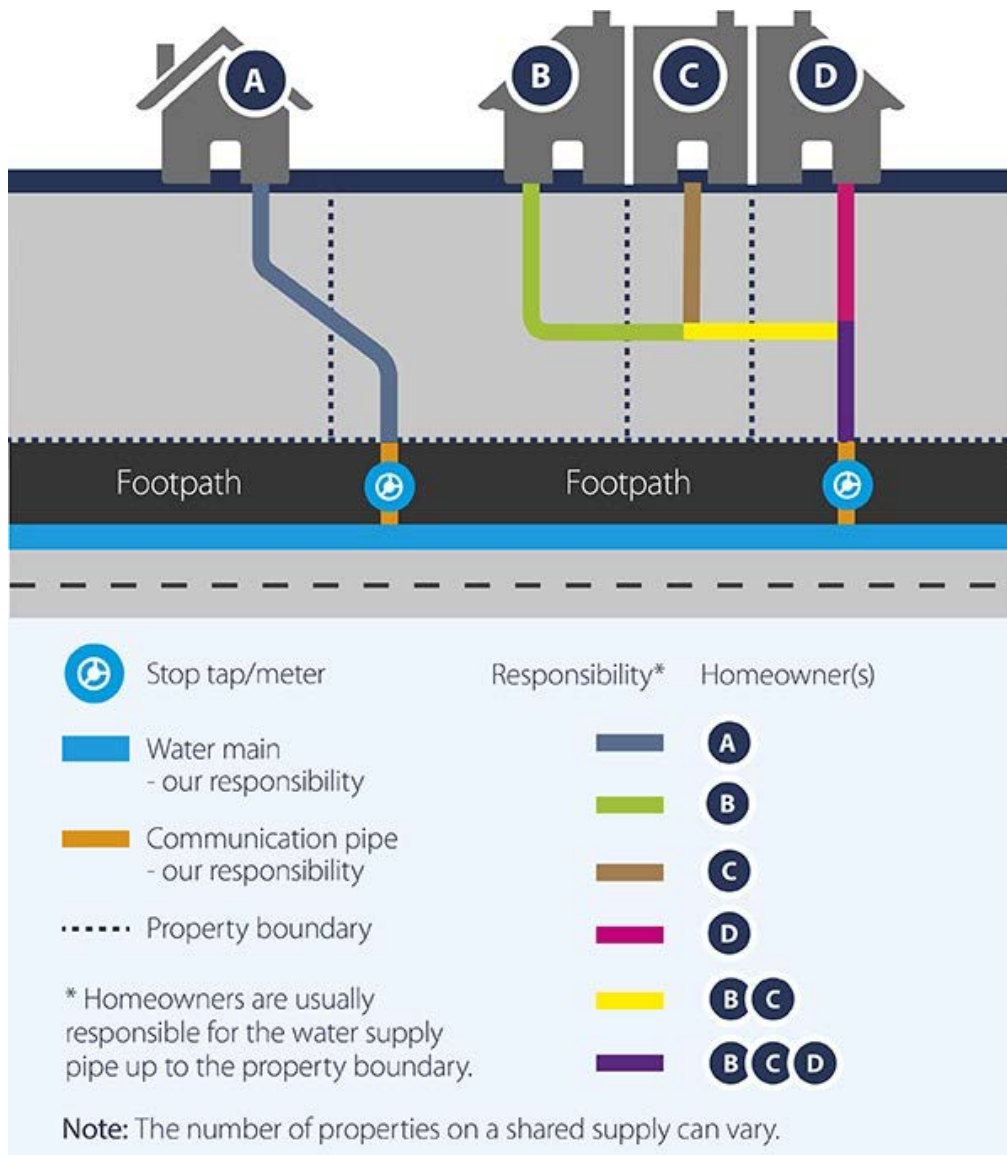 A
B
C
D
Footpath
Footpath
Stop tap/meter
Water main
- our responsibility
Communication pipe
- our responsibility
Property boundary
* Homeowners are usually
responsible for the water supply
pipe up to the property boundary.
Responsibility* Homeowner(s)
A
B
C
D
B C
B C D
Note: The number of properties on a shared supply can vary.